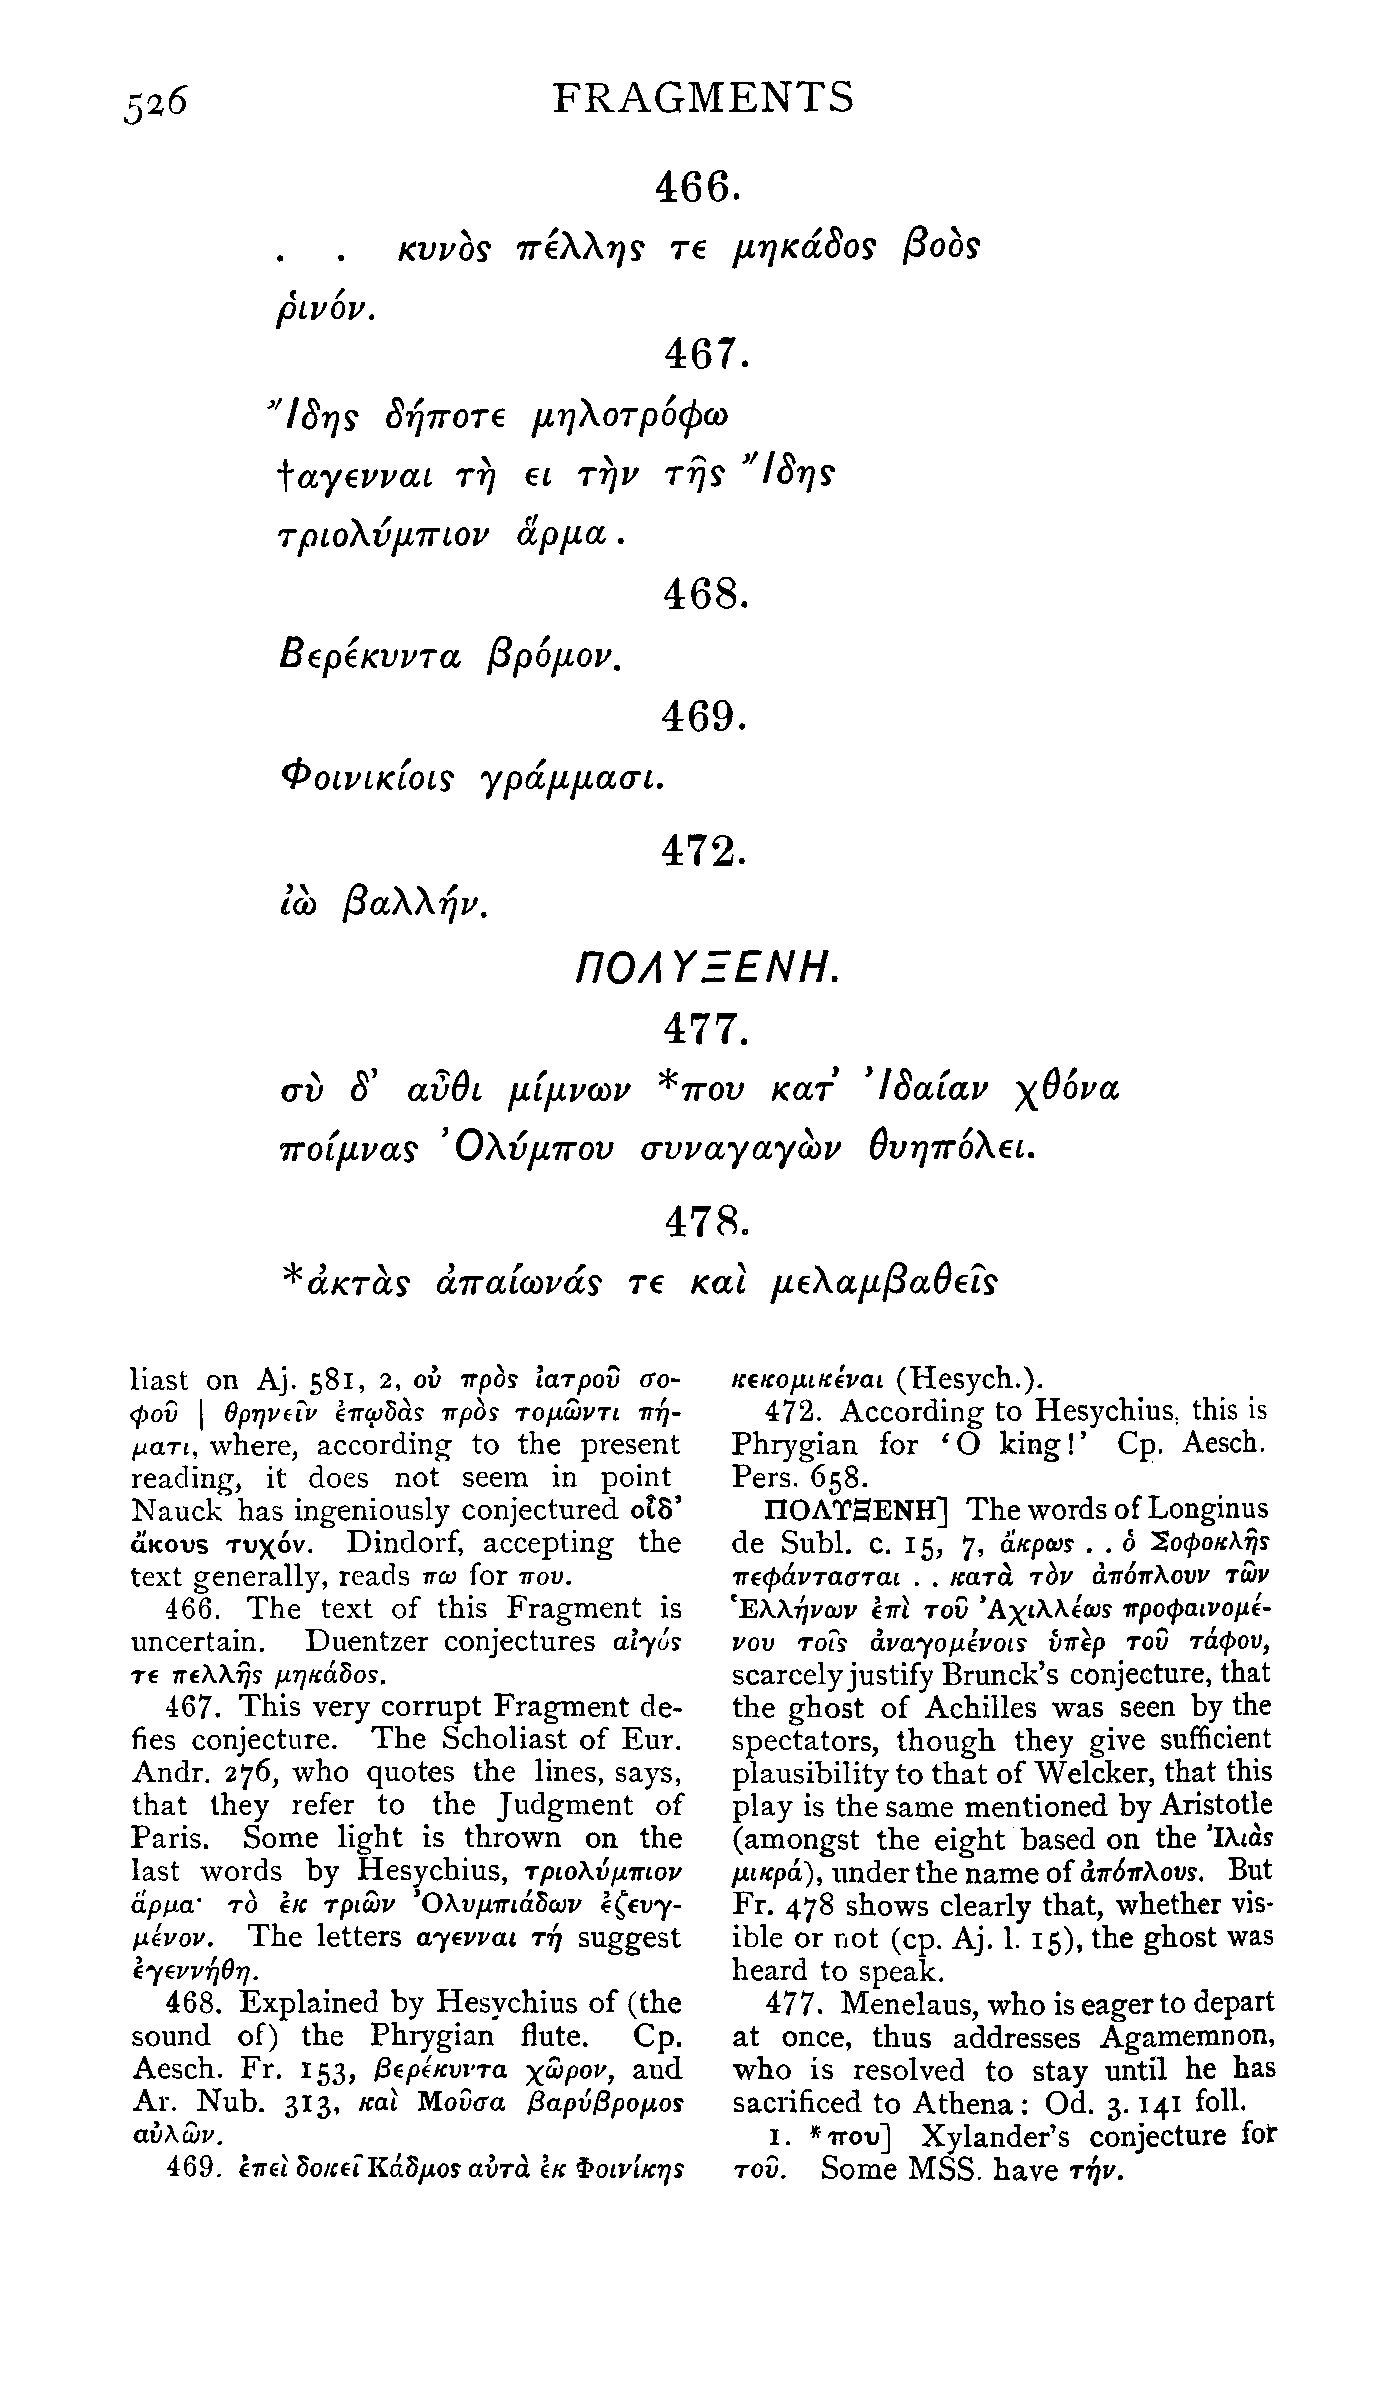 526 FRAGMENTS
466.
. . κυνὸς πέλλης τε μηκάδος βοὸς
ῥινόν.
467.
Ἴδης δήποτε μηλοτρόφω
†αγενναι τὴ ει τὴν τῆς Ἴδης
τριολύμπιον ἅρμα.
468.
Βερέκυντα βρόμον.
469.
Φοινικίοις γράμμασι.
472.
ἰὼ βαλλήν.
ΠΟΛΥΞΕΝΗ.
477.
σὺ δ’ αὖθι μίμνων *που κατ’ Ἰδαίαν χθόνα
ποίμνας Ὀλύμπου συναγαγὼν θυηπόλει.
478.
*ἀκτὰς ἀπαίωνάς τε καὶ μελαμβαθεῖς
liast on Aj. 581, 2, οὐ πρὸς ἰατροῦ σο-
φοῦ | θρηνεῖν ἐπῳδὰς πρὸς τομῶντι πή-
ματι, where, according to the present
reading, it does not seem in point
Nauck has ingeniously conjectured οἶδ’
ἄκους τυχόν. Dindorf, accepting the
text generally, reads πω for που.
466. The text of this Fragment is
uncertain. Duentzer conjectures αἰγός
τε πελλῆς μηκάδος.
467. This very corrupt Fragment de-
fies conjecture. The Scholiast of Eur.
Andr. 276, who quotes the lines, says,
that they refer to the Judgment of
Paris. Some light is thrown on the
last words by Hesychius, τριολύμπιον
ἅρμα· τὸ ἐκ τριῶν Ὀλυμπιάδων ἐζευγ-
μένον. The letters αγενναι τή suggest
ἐγεννήθη.
468. Explained by Hesychius of (the
sound of) the Phrygian flute. Cp.
Aesch. Fr. 153, βερέκυντα χῶρον, and
Ar. Nub. 313, καὶ Μοῦσα βαρύβρομος
αὐλῶν.
469. ἐπεὶ δοκεῖ Κάδμος αὐτὰ ἐκ Φοινίκης
κεκομικέναι (Hesych.).
472. According to Hesychius, this is
Phrygian for ‘O king!’ Cp. Aesch.
Pers. 658.
ΠΟΛΥΞΕΝΗ] The words of Longinus
de Subl. c. 15, 7, ἄκρως . . ὁ Σοφοκλῆς
πεφάντασται . . κατὰ τὸν ἀπόπλουν τῶν
Ἑλλήνων ἐπὶ τοῦ Ἀχιλλέως προφαινομέ-
νου τοῖς ἀναγομένοις ὑπὲρ τοῦ τάφου,
scarcely justify Brunck’s conjecture, that
the ghost of Achilles was seen by the
spectators, though they give sufficient
plausibility to that of Welcker, that this
play is the same mentioned by Aristotle
(amongst the eight based on the Ἰλιὰς
μικρά), under the name of ἀπόπλους. But
Fr. 478 shows clearly that, whether vis-
ible or not (cp. Aj. l. 15), the ghost was
heard to speak.
477. Menelaus, who is eager to depart
at once, thus addresses Agamemnon,
who is resolved to stay until he has
sacrificed to Athena: Od. 3. 141 foll.
1. *που] Xylander’s conjecture for
τοῦ. Some MSS. have τήν.